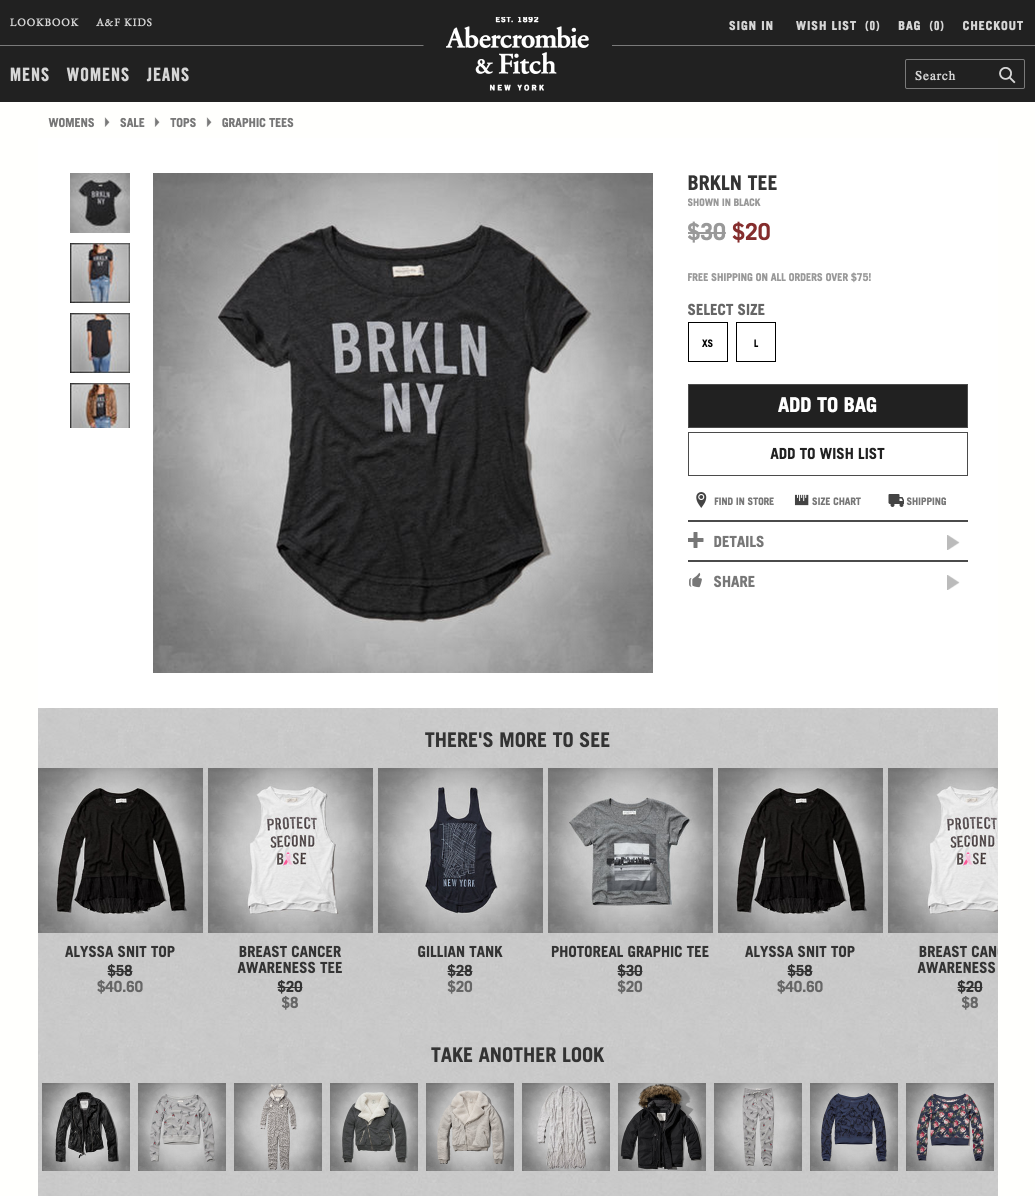 LOOKBOOK A&F KIDS
EST. 1892
Abercrombie
& Fitch
NEW YORK
SIGN IN WISH LIST (0) BAG (0) CHECKOUT
MENS WOMENS JEANS
Search
WOMENS SALE TOPS GRAPHIC TEES
BRKLN
NY
BRKLN TEE
SHOWN IN BLACK
$30 $20
FREE SHIPPING ON ALL ORDERS OVER $75!
SELECT SIZE
XS L
ADD TO BAG
ADD TO WISH LIST
FIND IN STORE SIZE CHART SHIPPING
DETAILS
SHARE
THERE'S MORE TO SEE
PROTECT
SECOND
BASE
NEW YORK
PROTECT
SECOND
BASE
ALYSSA SNIT TOP
$58
$40.60
BREAST CANCER
AWARENESS TEE
$20
$8
GILLIAN TANK
$28
$20
PHOTOREAL GRAPHIC TEE
$30
$20
ALYSSA SNIT TOP
$58
$40.60
BREAST CAN
AWARENESS
$20
$8
TAKE ANOTHER LOOK